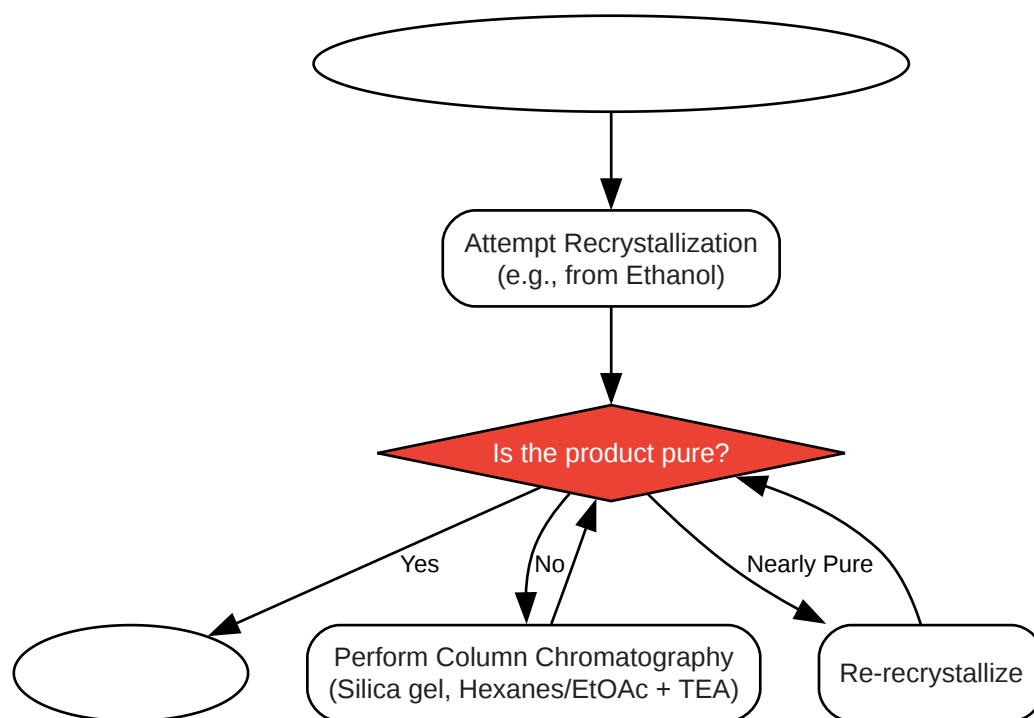 Attempt Recrystallization
(e.g., from Ethanol)
Is the product pure?
Yes
No
Nearly Pure
Perform Column Chromatography
(Silica gel, Hexanes/EtOAc + TEA)
Re-recrystallize